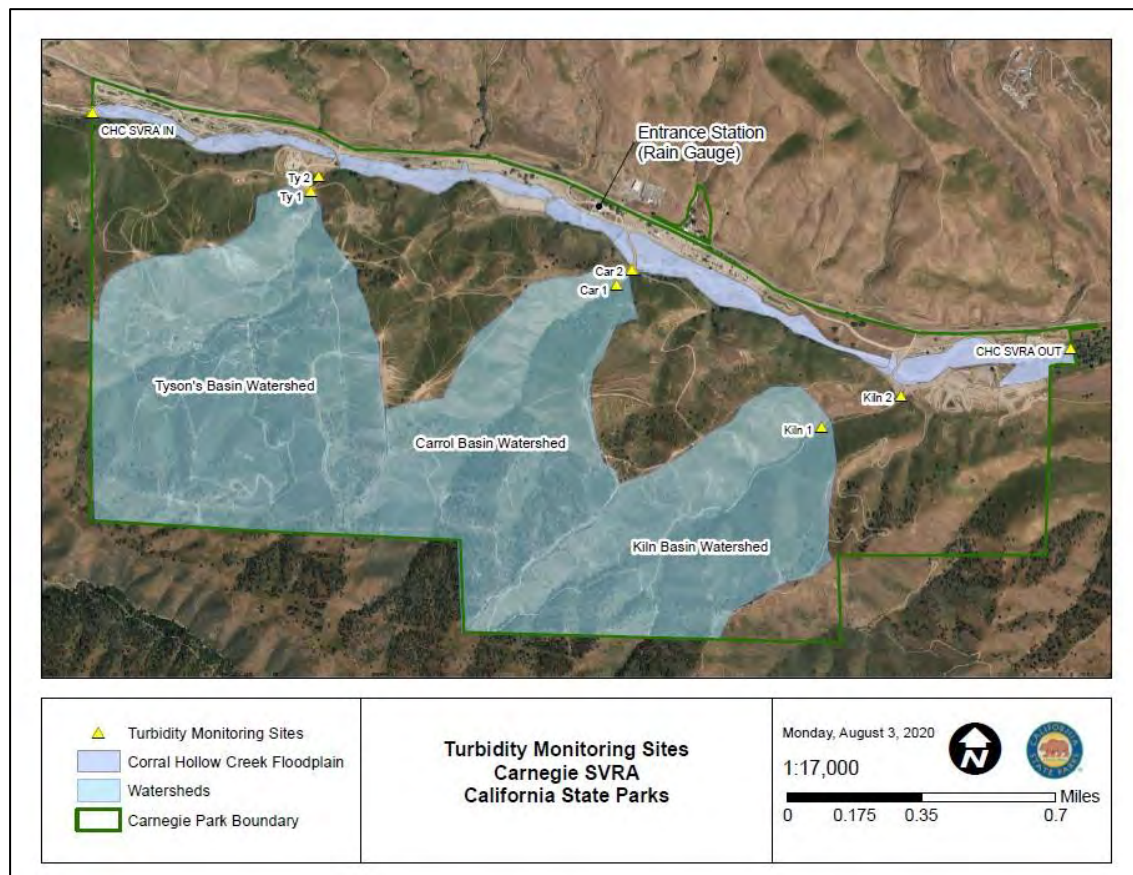 CHC SVRA IN
Entrance Station
(Rain Gauge)
Ty 2
Ty 1
Car 2
Car 1
CHC SVRA OUT
Tyson's Basin Watershed
Kiln 2
Carrol Basin Watershed
Kiln 1
Kiln Basin Watershed
Turbidity Monitoring Sites
Corral Hollow Creek Floodplain
Watersheds
Carnegie Park Boundary
Turbidity Monitoring Sites
Carnegie SVRA
California State Parks
Monday, August 3, 2020
1:17,000
N
CALIFORNIA
STATE PARKS
Miles
0 0.175 0.35 0.7